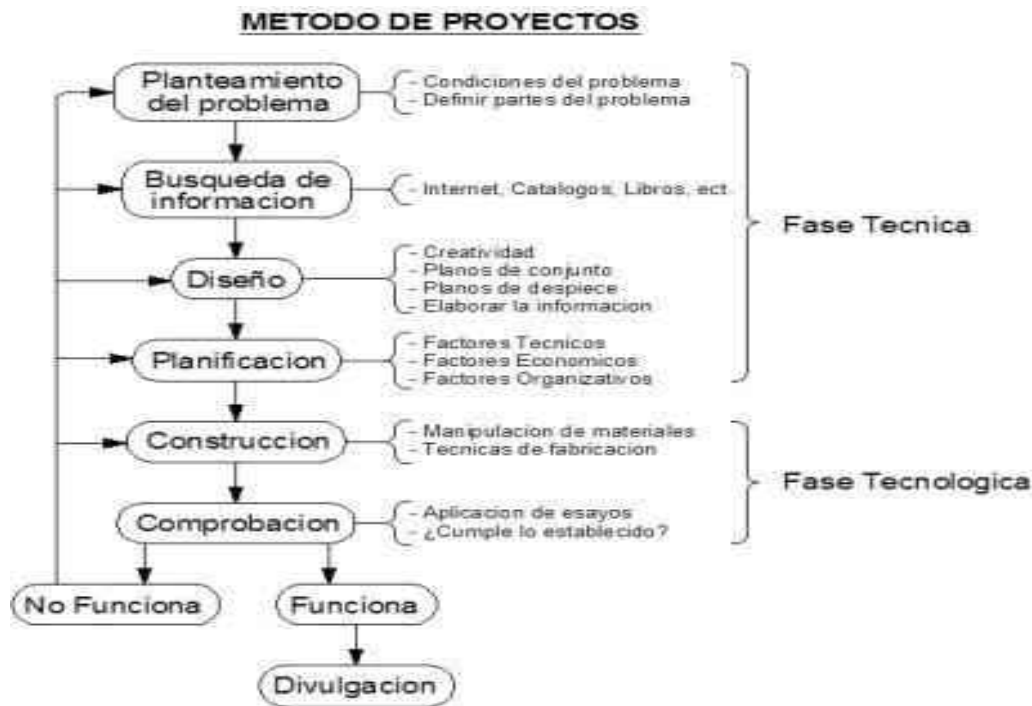 METODO DE PROYECTOS
Planteamiento
del problema
- Condiciones del problema
- Definir partes del problema
Busqueda de
informacion
- Internet, Catalogos, Libros, ect.
Fase Tecnica
Diseño
- Creatividad
- Planos de conjunto
- Planos de despiece
- Elaborar la informacion
Planificacion
- Factores Tecnicos
- Factores Economicos
- Factores Organizativos
Construccion
- Manipulacion de materiales
- Tecnicas de fabricacion
Fase Tecnologica
Comprobacion
- Aplicacion de esayos
- ¿Cumple lo establecido?
No Funciona
Funciona
Divulgacion